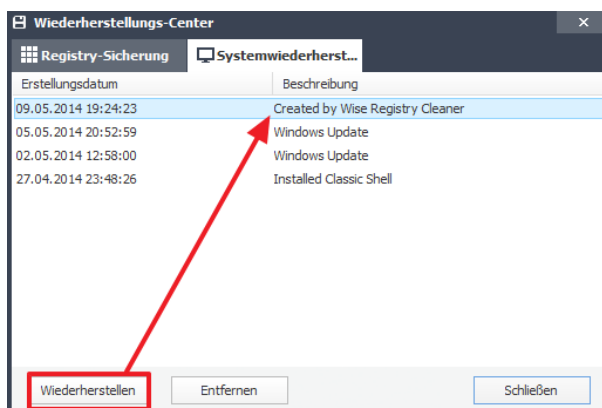 Wiederherstellungs-Center
Registry-Sicherung Systemwiederherst...
Erstellungsdatum Beschreibung
09.05.2014 19:24:23 Created by Wise Registry Cleaner
05.05.2014 20:52:59 Windows Update
02.05.2014 12:58:00 Windows Update
27.04.2014 23:48:26 Installed Classic Shell
Wiederherstellen Entfernen Schließen